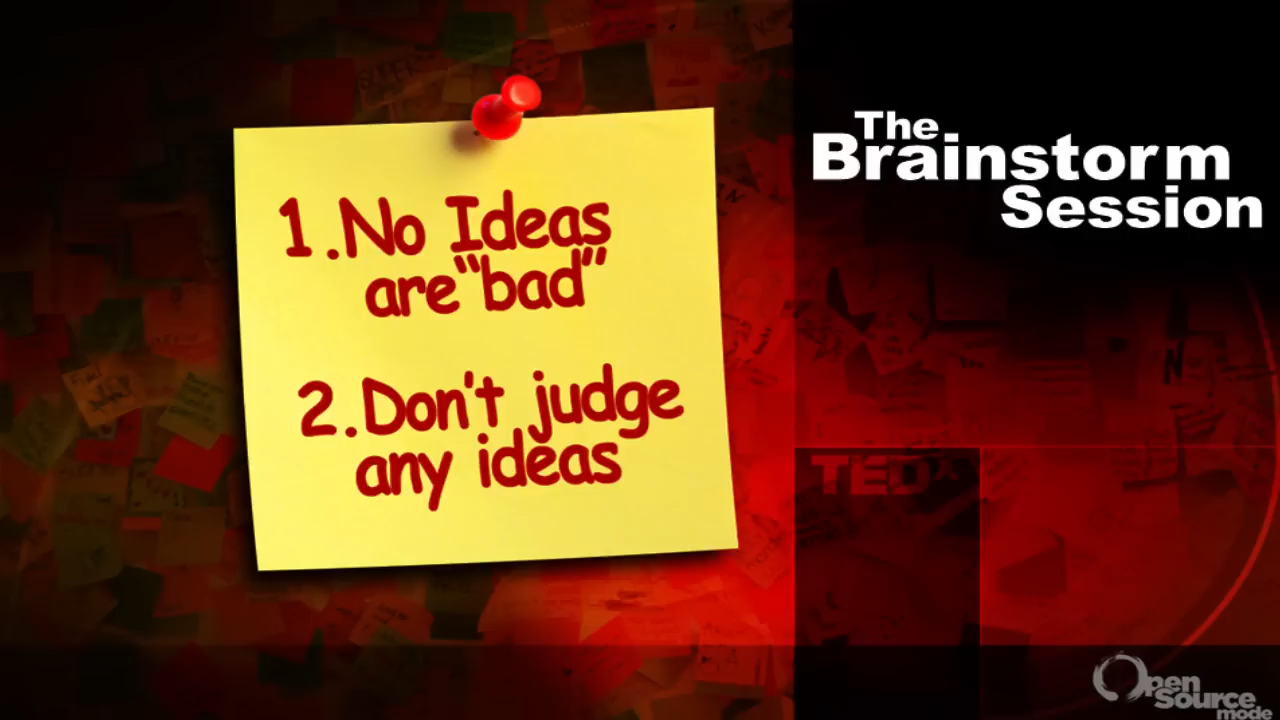 1.No Ideas
are"bad"
2.Don't judge
any ideas
The
Brainstorm
Session
TEDx
Open
Source
mode